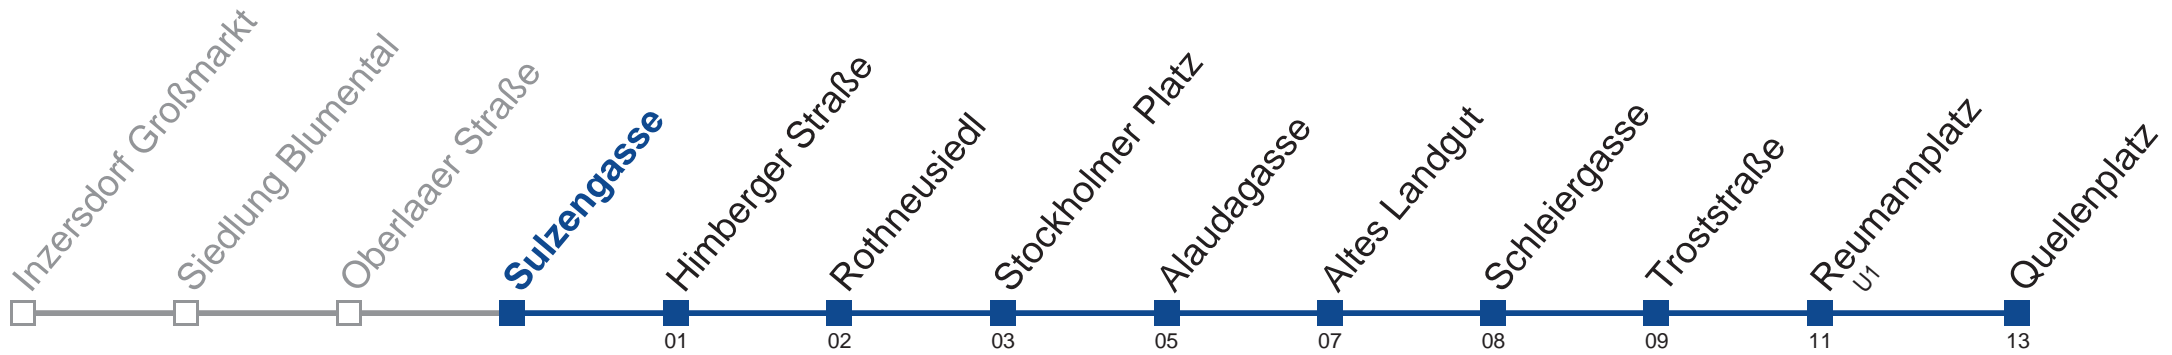 Inzersdorf Großmarkt
Siedlung Blumental
Oberlaaer Straße
Sulzengasse
Himberger Straße
Rothneusiedl
Stockholmer Platz
Alaudagasse
Altes Landgut
Schleiergasse
Troststraße
Reumannplatz
U1
Quellenplatz
01 02 03 05 07 08 09 11 13